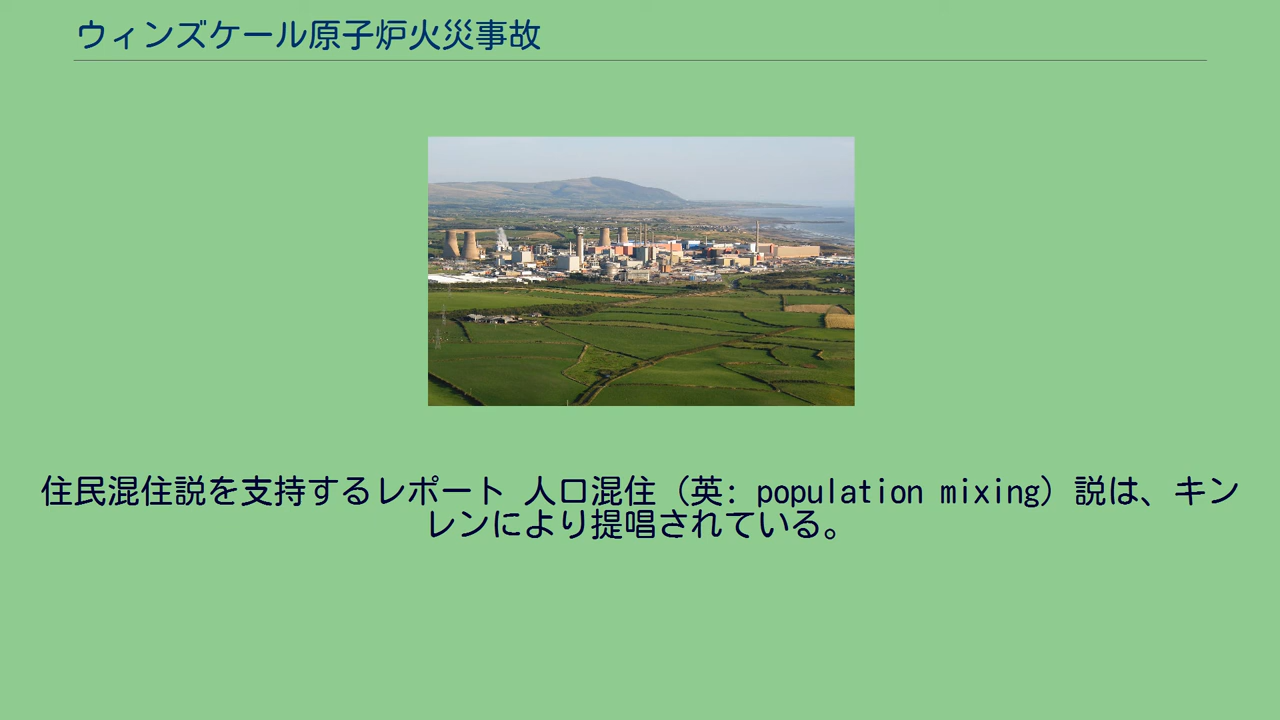 ウィンズケール原子炉火災事故
住民混住説を支持するレポート 人口混住（英: population mixing）説は、キン
レンにより提唱されている。